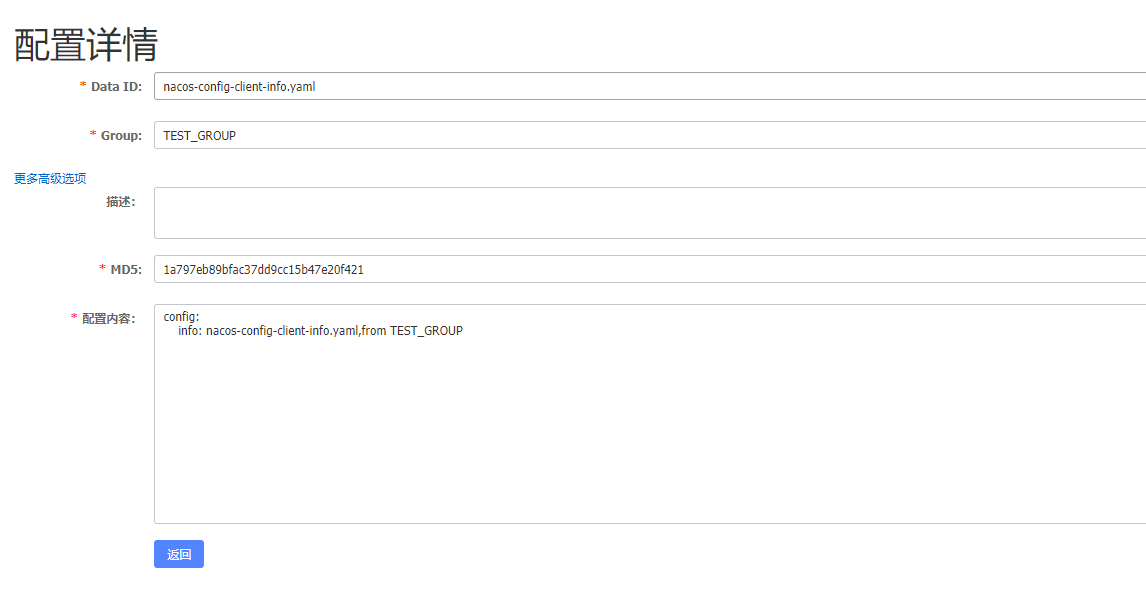 配置详情
* Data ID: nacos-config-client-info.yaml
* Group: TEST_GROUP
更多高级选项
描述:
* MD5: 1a797eb89bfac37dd9cc15b47e20f421
* 配置内容: config:
info: nacos-config-client-info.yaml,from TEST_GROUP
返回